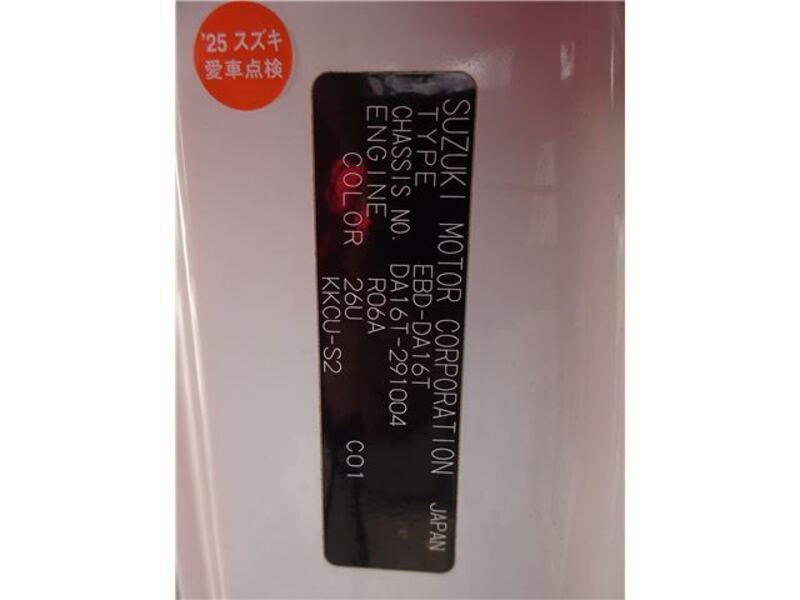 '25 スズキ
愛車点検
SUZUKI MOTOR CORPORATION JAPAN
TYPE EBD-DA16T
CHASSIS NO. DA16T-291004
ENGINE R06A
COLOR 26U C01
KKCU-S2